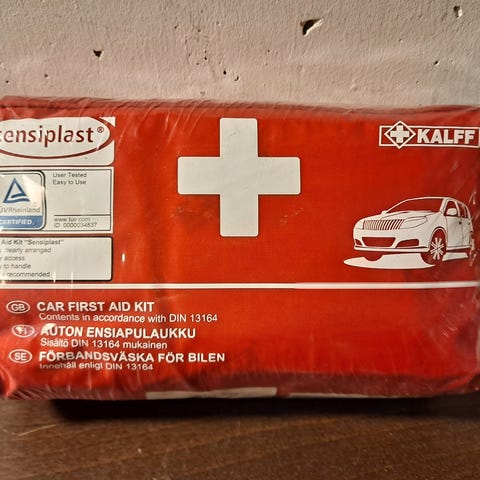 sensiplast®
KALFF
User Tested
Easy to Use
TÜVRheinland
CERTIFIED
www.tuv.com
ID 0000034837
Aid Kit "Sensiplast"
clearly arranged
access
to handle
recommended
GB CAR FIRST AID KIT
Contents in accordance with DIN 13164
FI AUTON ENSIAPULAUKKU
Sisältö DIN 13164 mukainen
SE FÖRBANDSVÄSKA FÖR BILEN
Innehåll enligt DIN 13164